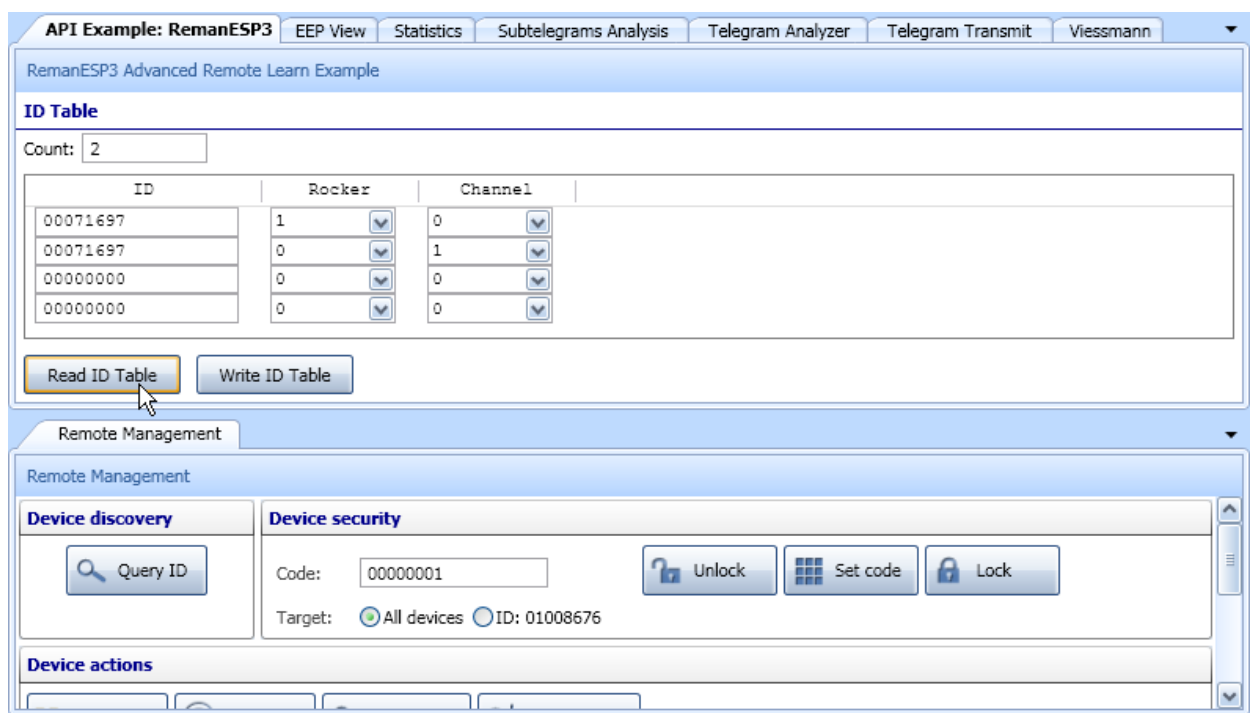 API Example: RemanESP3 EEP View Statistics Subtelegrams Analysis Telegram Analyzer Telegram Transmit Viessmann
RemanESP3 Advanced Remote Learn Example
ID Table
Count: 2
ID Rocker Channel
00071697 1 0
00071697 0 1
00000000 0 0
00000000 0 0
Read ID Table Write ID Table
Remote Management
Remote Management
Device discovery Device security
Query ID Code: 00000001 Unlock Set code Lock
Target: All devices ID: 01008676
Device actions